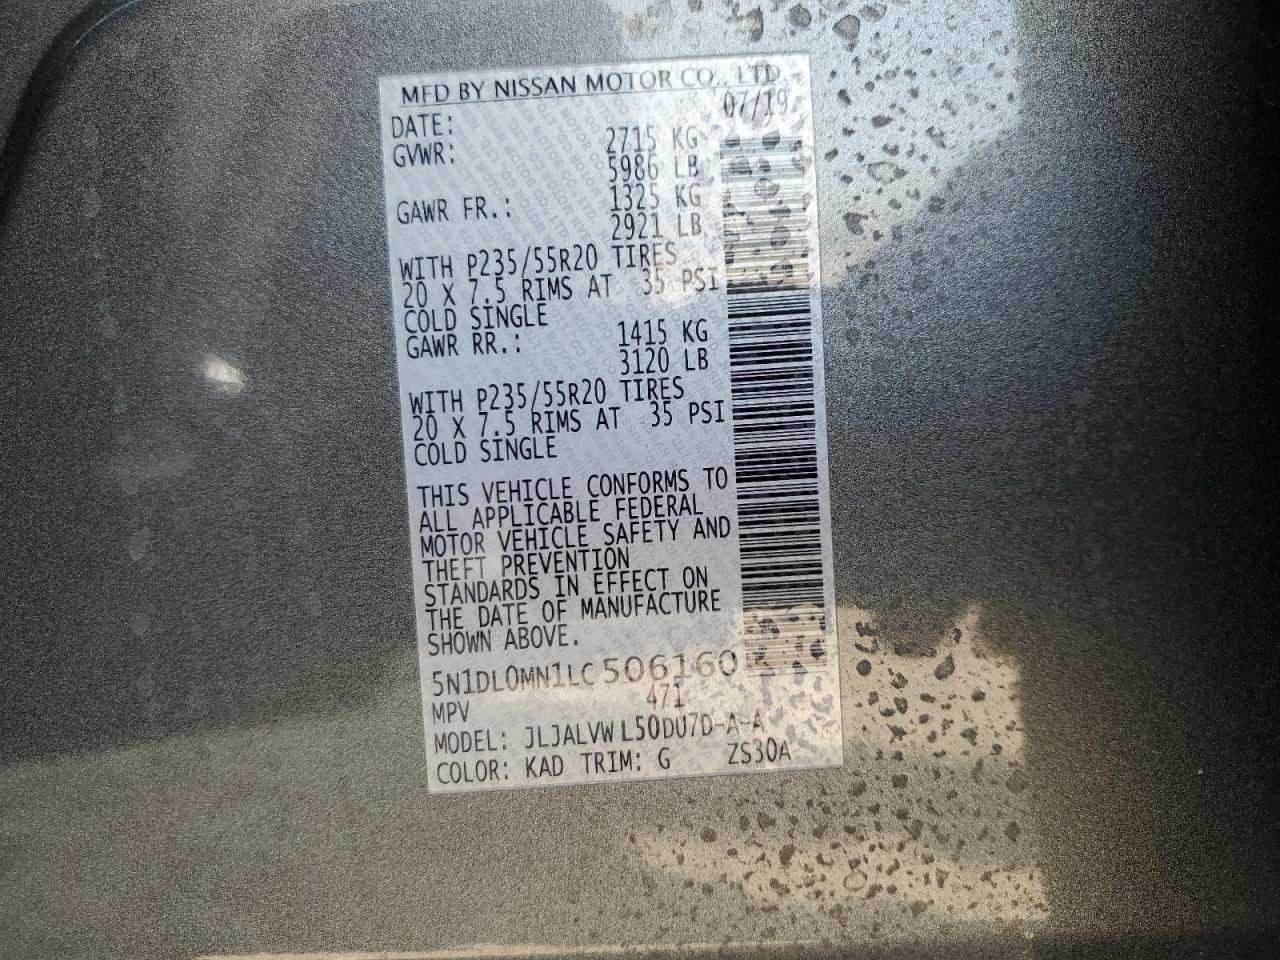 MFD BY NISSAN MOTOR CO., LTD.
DATE: 07/19
GVWR: 2715 KG
5986 LB
GAWR FR.: 1325 KG
2921 LB
WITH P235/55R20 TIRES
20 X 7.5 RIMS AT 35 PSI
COLD SINGLE
GAWR RR.: 1415 KG
3120 LB
WITH P235/55R20 TIRES
20 X 7.5 RIMS AT 35 PSI
COLD SINGLE
THIS VEHICLE CONFORMS TO
ALL APPLICABLE FEDERAL
MOTOR VEHICLE SAFETY AND
THEFT PREVENTION
STANDARDS IN EFFECT ON
THE DATE OF MANUFACTURE
SHOWN ABOVE.
5N1DL0MN1LC506160
MPV 471
MODEL: JLJALVWL50DU7D-A-A
COLOR: KAD TRIM: G ZS30A